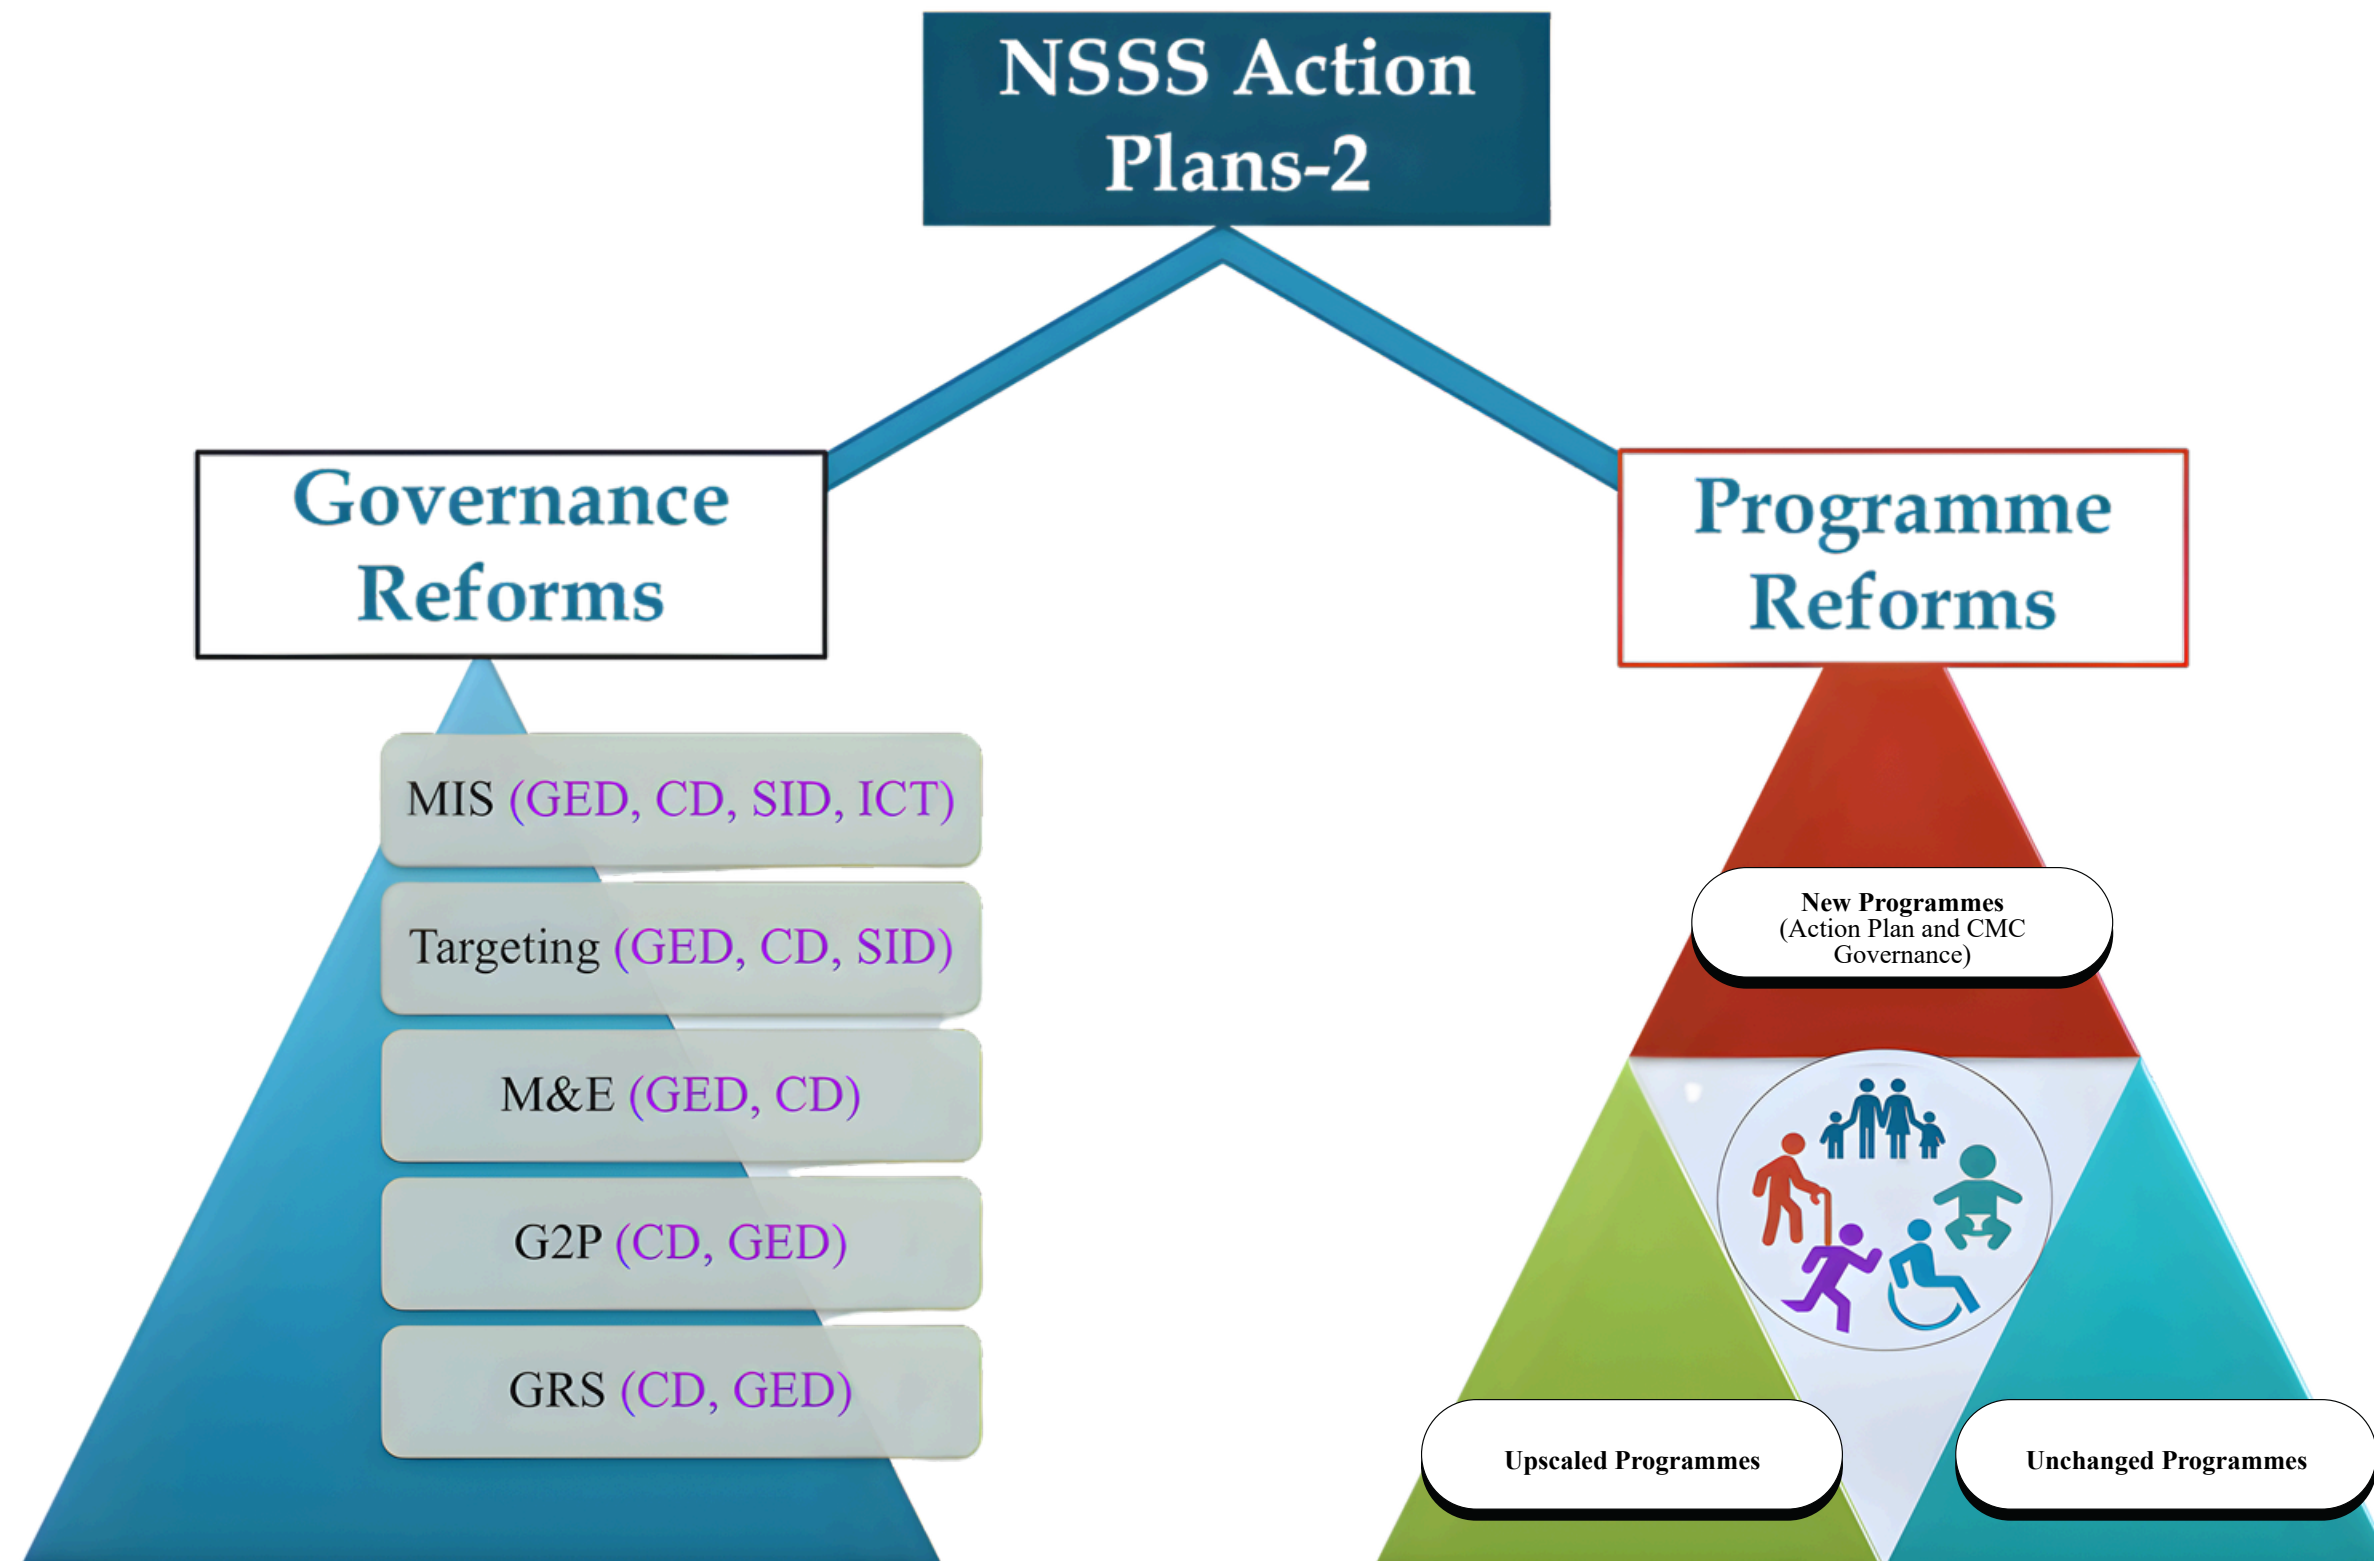 NSSS Action
Plans-2
Governance
Reforms
MIS (GED, CD, SID, ICT)
Targeting (GED, CD, SID)
M&E (GED, CD)
G2P (CD, GED)
GRS (CD, GED)
Programme
Reforms
New Programmes
(Action Plan and CMC
Governance)
Upscaled Programmes
Unchanged Programmes